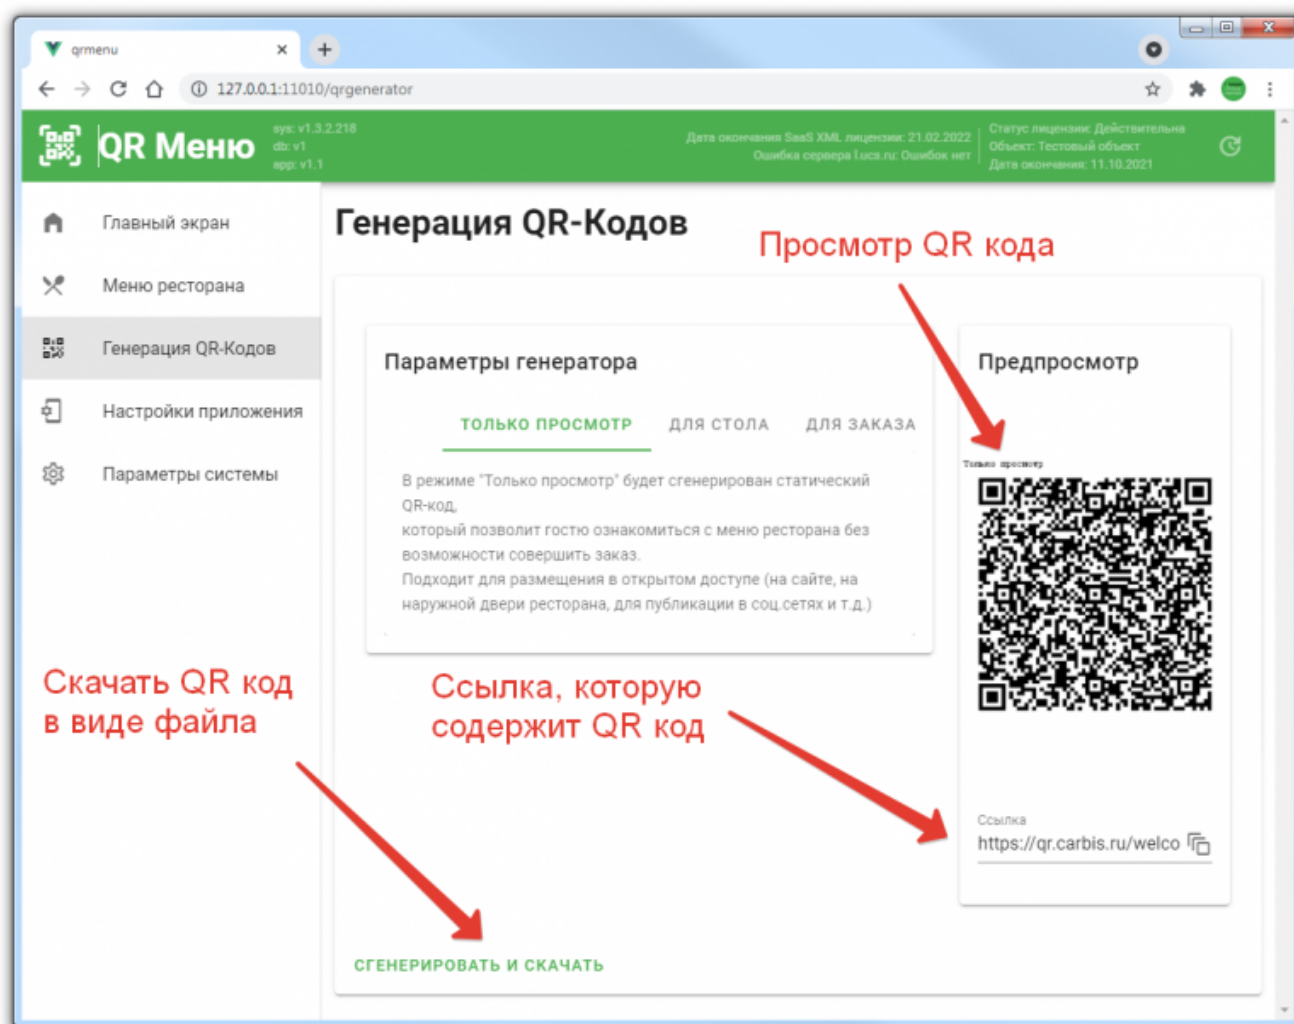 qrmenu
127.0.0.1:11010/qrgenerator
QR Меню
sys: v1.3.2.218
db: v1
app: v1.1
Дата окончания SaaS XML лицензии: 21.02.2022
Ошибка сервера l.ucs.ru: Ошибок нет
Статус лицензии: Действительна
Объект: Тестовый объект
Дата окончания: 11.10.2021
Главный экран
Меню ресторана
Генерация QR-Кодов
Настройки приложения
Параметры системы
Генерация QR-Кодов
Просмотр QR кода
Параметры генератора
ТОЛЬКО ПРОСМОТР ДЛЯ СТОЛА ДЛЯ ЗАКАЗА
В режиме "Только просмотр" будет сгенерирован статический
QR-код,
который позволит гостю ознакомиться с меню ресторана без
возможности совершить заказ.
Подходит для размещения в открытом доступе (на сайте, на
наружной двери ресторана, для публикации в соц.сетях и т.д.)
Предпросмотр
Только просмотр
Скачать QR код
в виде файла
Ссылка, которую
содержит QR код
Ссылка
https://qr.carbis.ru/welco
СГЕНЕРИРОВАТЬ И СКАЧАТЬ